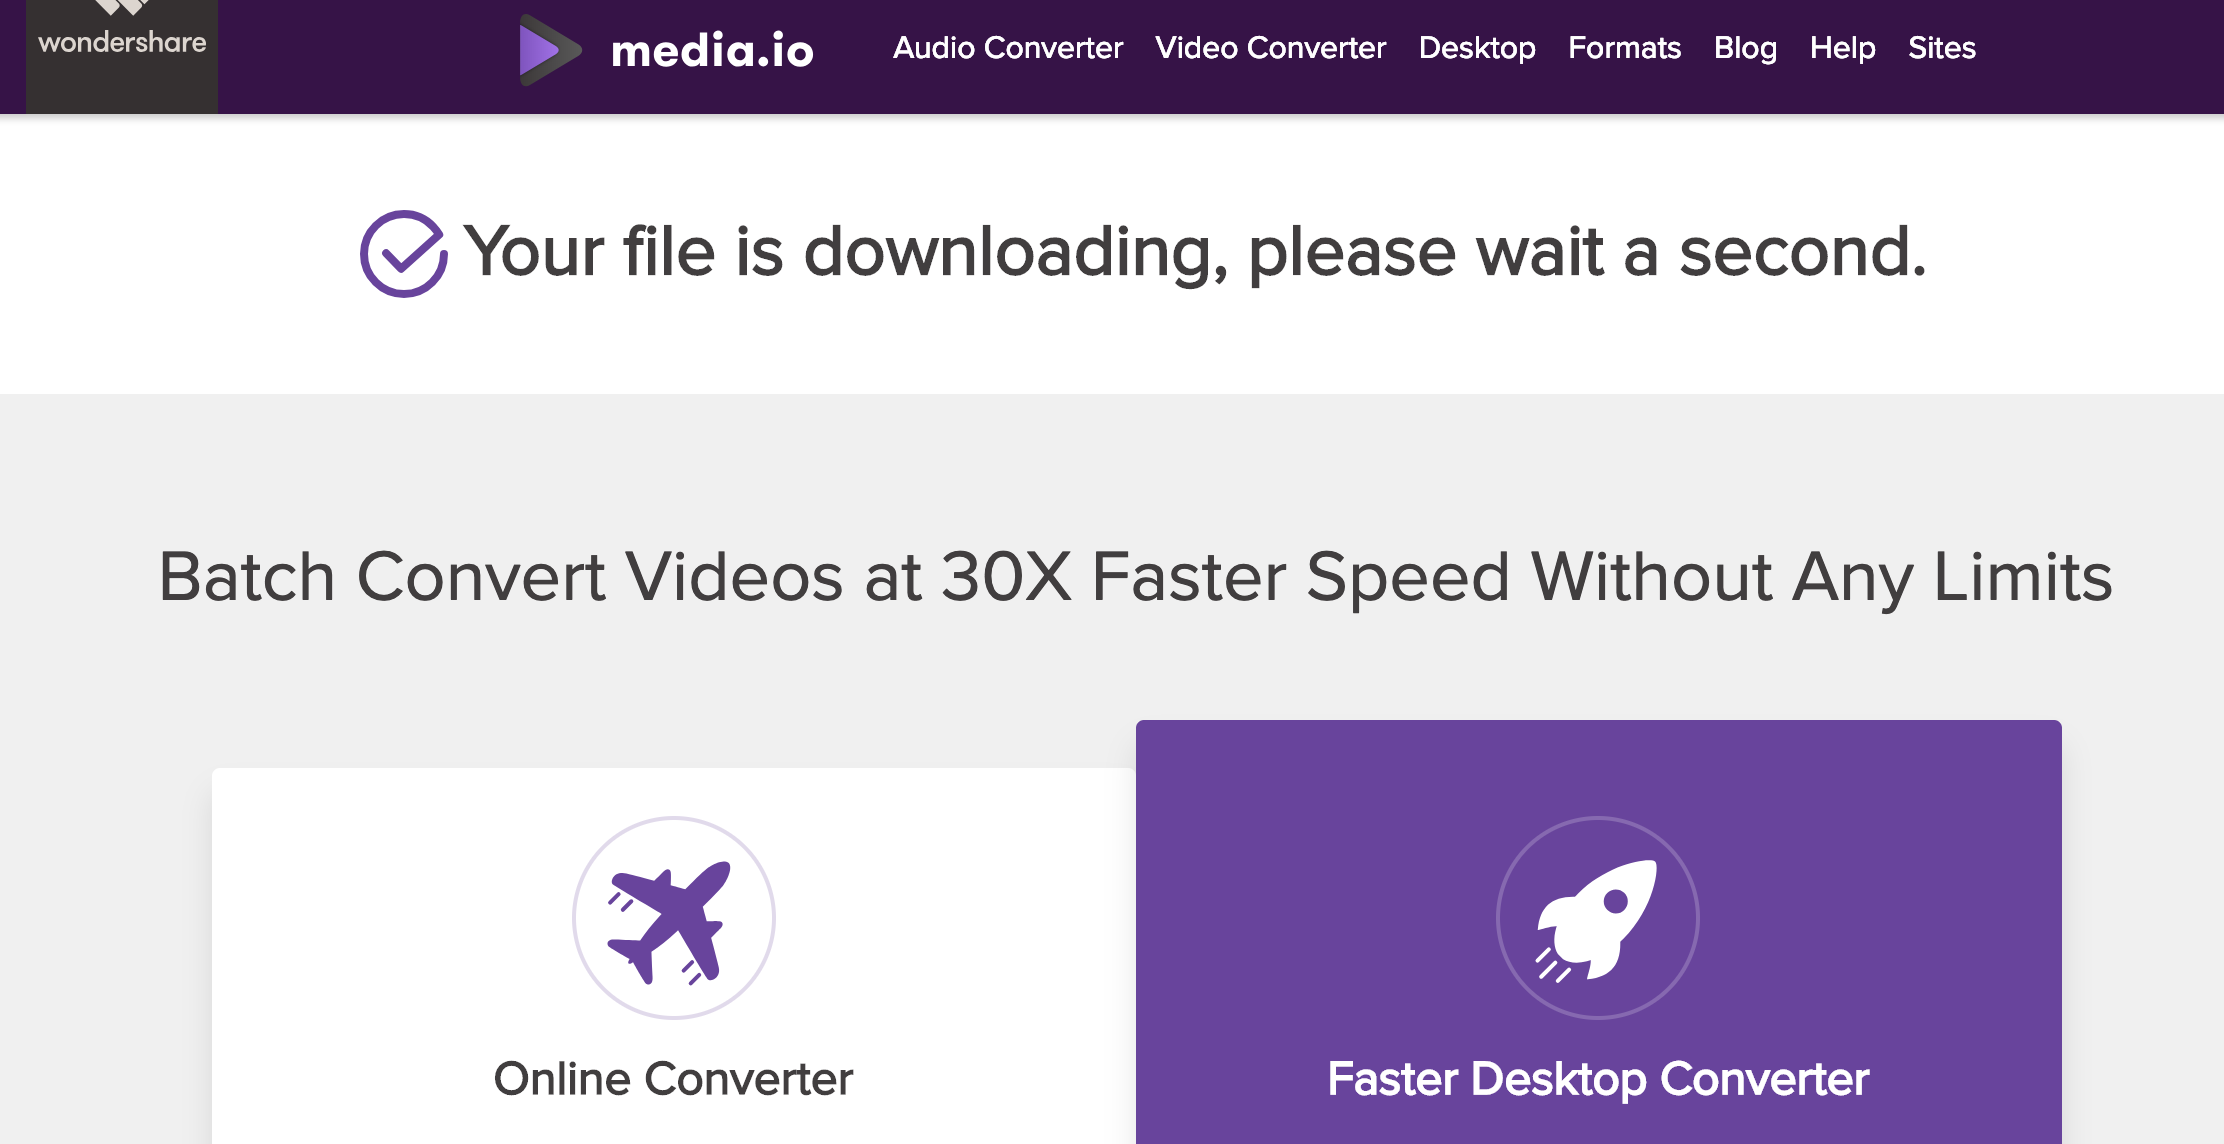 wondershare
media.io
Audio Converter Video Converter Desktop Formats Blog Help Sites
Your file is downloading, please wait a second.
Batch Convert Videos at 30X Faster Speed Without Any Limits
Online Converter
Faster Desktop Converter